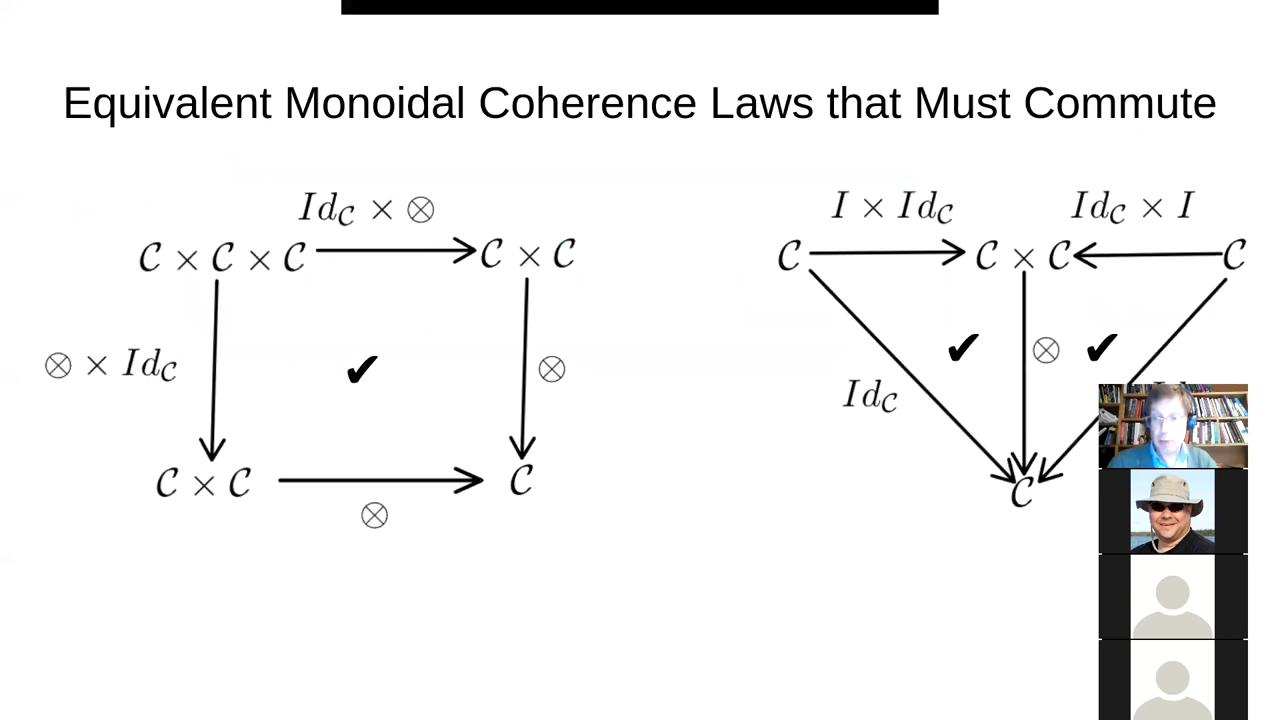 Equivalent Monoidal Coherence Laws that Must Commute
Id𝒞 × ⊗
𝒞 × 𝒞 × 𝒞
𝒞 × 𝒞
⊗ × Id𝒞
✔
⊗
𝒞 × 𝒞
𝒞
⊗
I × Id𝒞
Id𝒞 × I
𝒞
𝒞 × 𝒞
𝒞
✔
⊗
✔
Id𝒞
𝒞